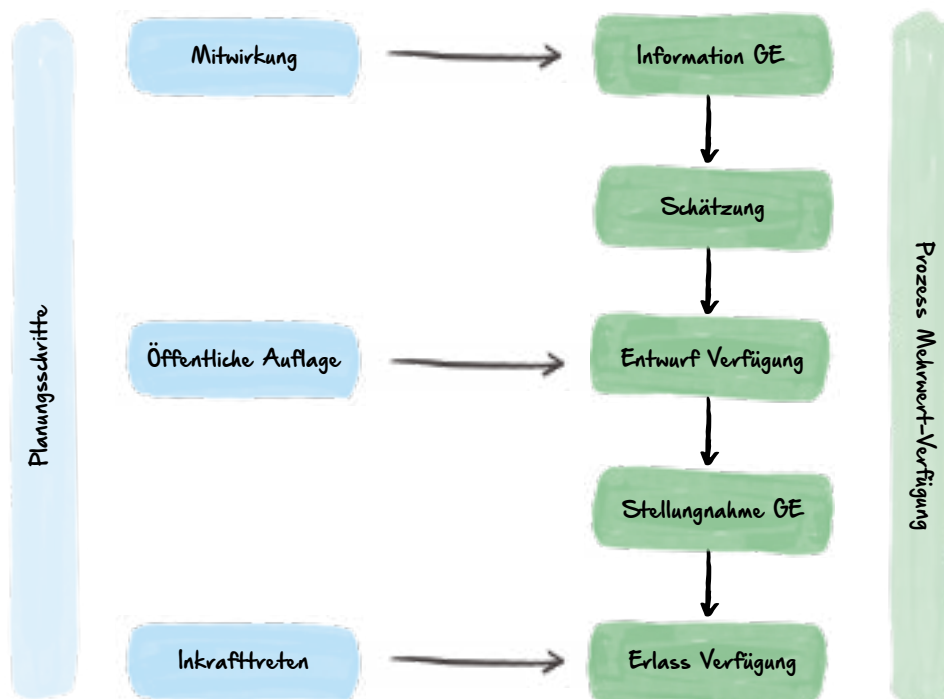 Planungsschritte
Mitwirkung
Information GE
Schätzung
Öffentliche Auflage
Entwurf Verfügung
Stellungnahme GE
Inkrafttreten
Erlass Verfügung
Prozess Mehrwert-Verfügung